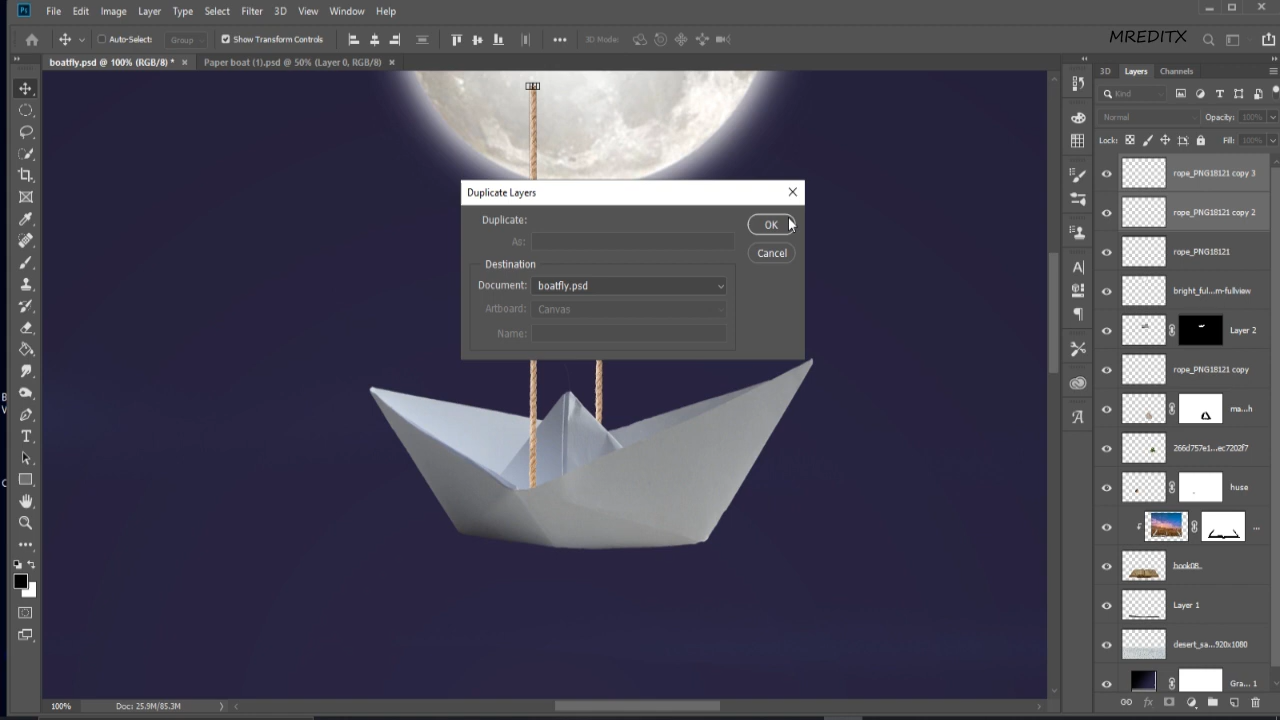 Ps File Edit Image Layer Type Select Filter 3D View Window Help
Auto-Select: Group Show Transform Controls 3D Mode: MREDITX
boatfly.psd @ 100% (RGB/8) * × Paper boat (1).psd @ 50% (Layer 0, RGB/8) ×
3D Layers Channels
Kind
Normal Opacity: 100%
Lock: Fill: 100%
rope_PNG18121 copy 3
rope_PNG18121 copy 2
rope_PNG18121
bright_ful...m-fullview
Layer 2
rope_PNG18121 copy
ma...h
266d757e1...ec7202f7
huse
...
book08..
Layer 1
desert_sa...920x1080
Gra... 1
Duplicate Layers
Duplicate:
OK
As:
Cancel
Destination
Document: boatfly.psd
Artboard: Canvas
Name:
100% Doc: 25.9M/85.3M